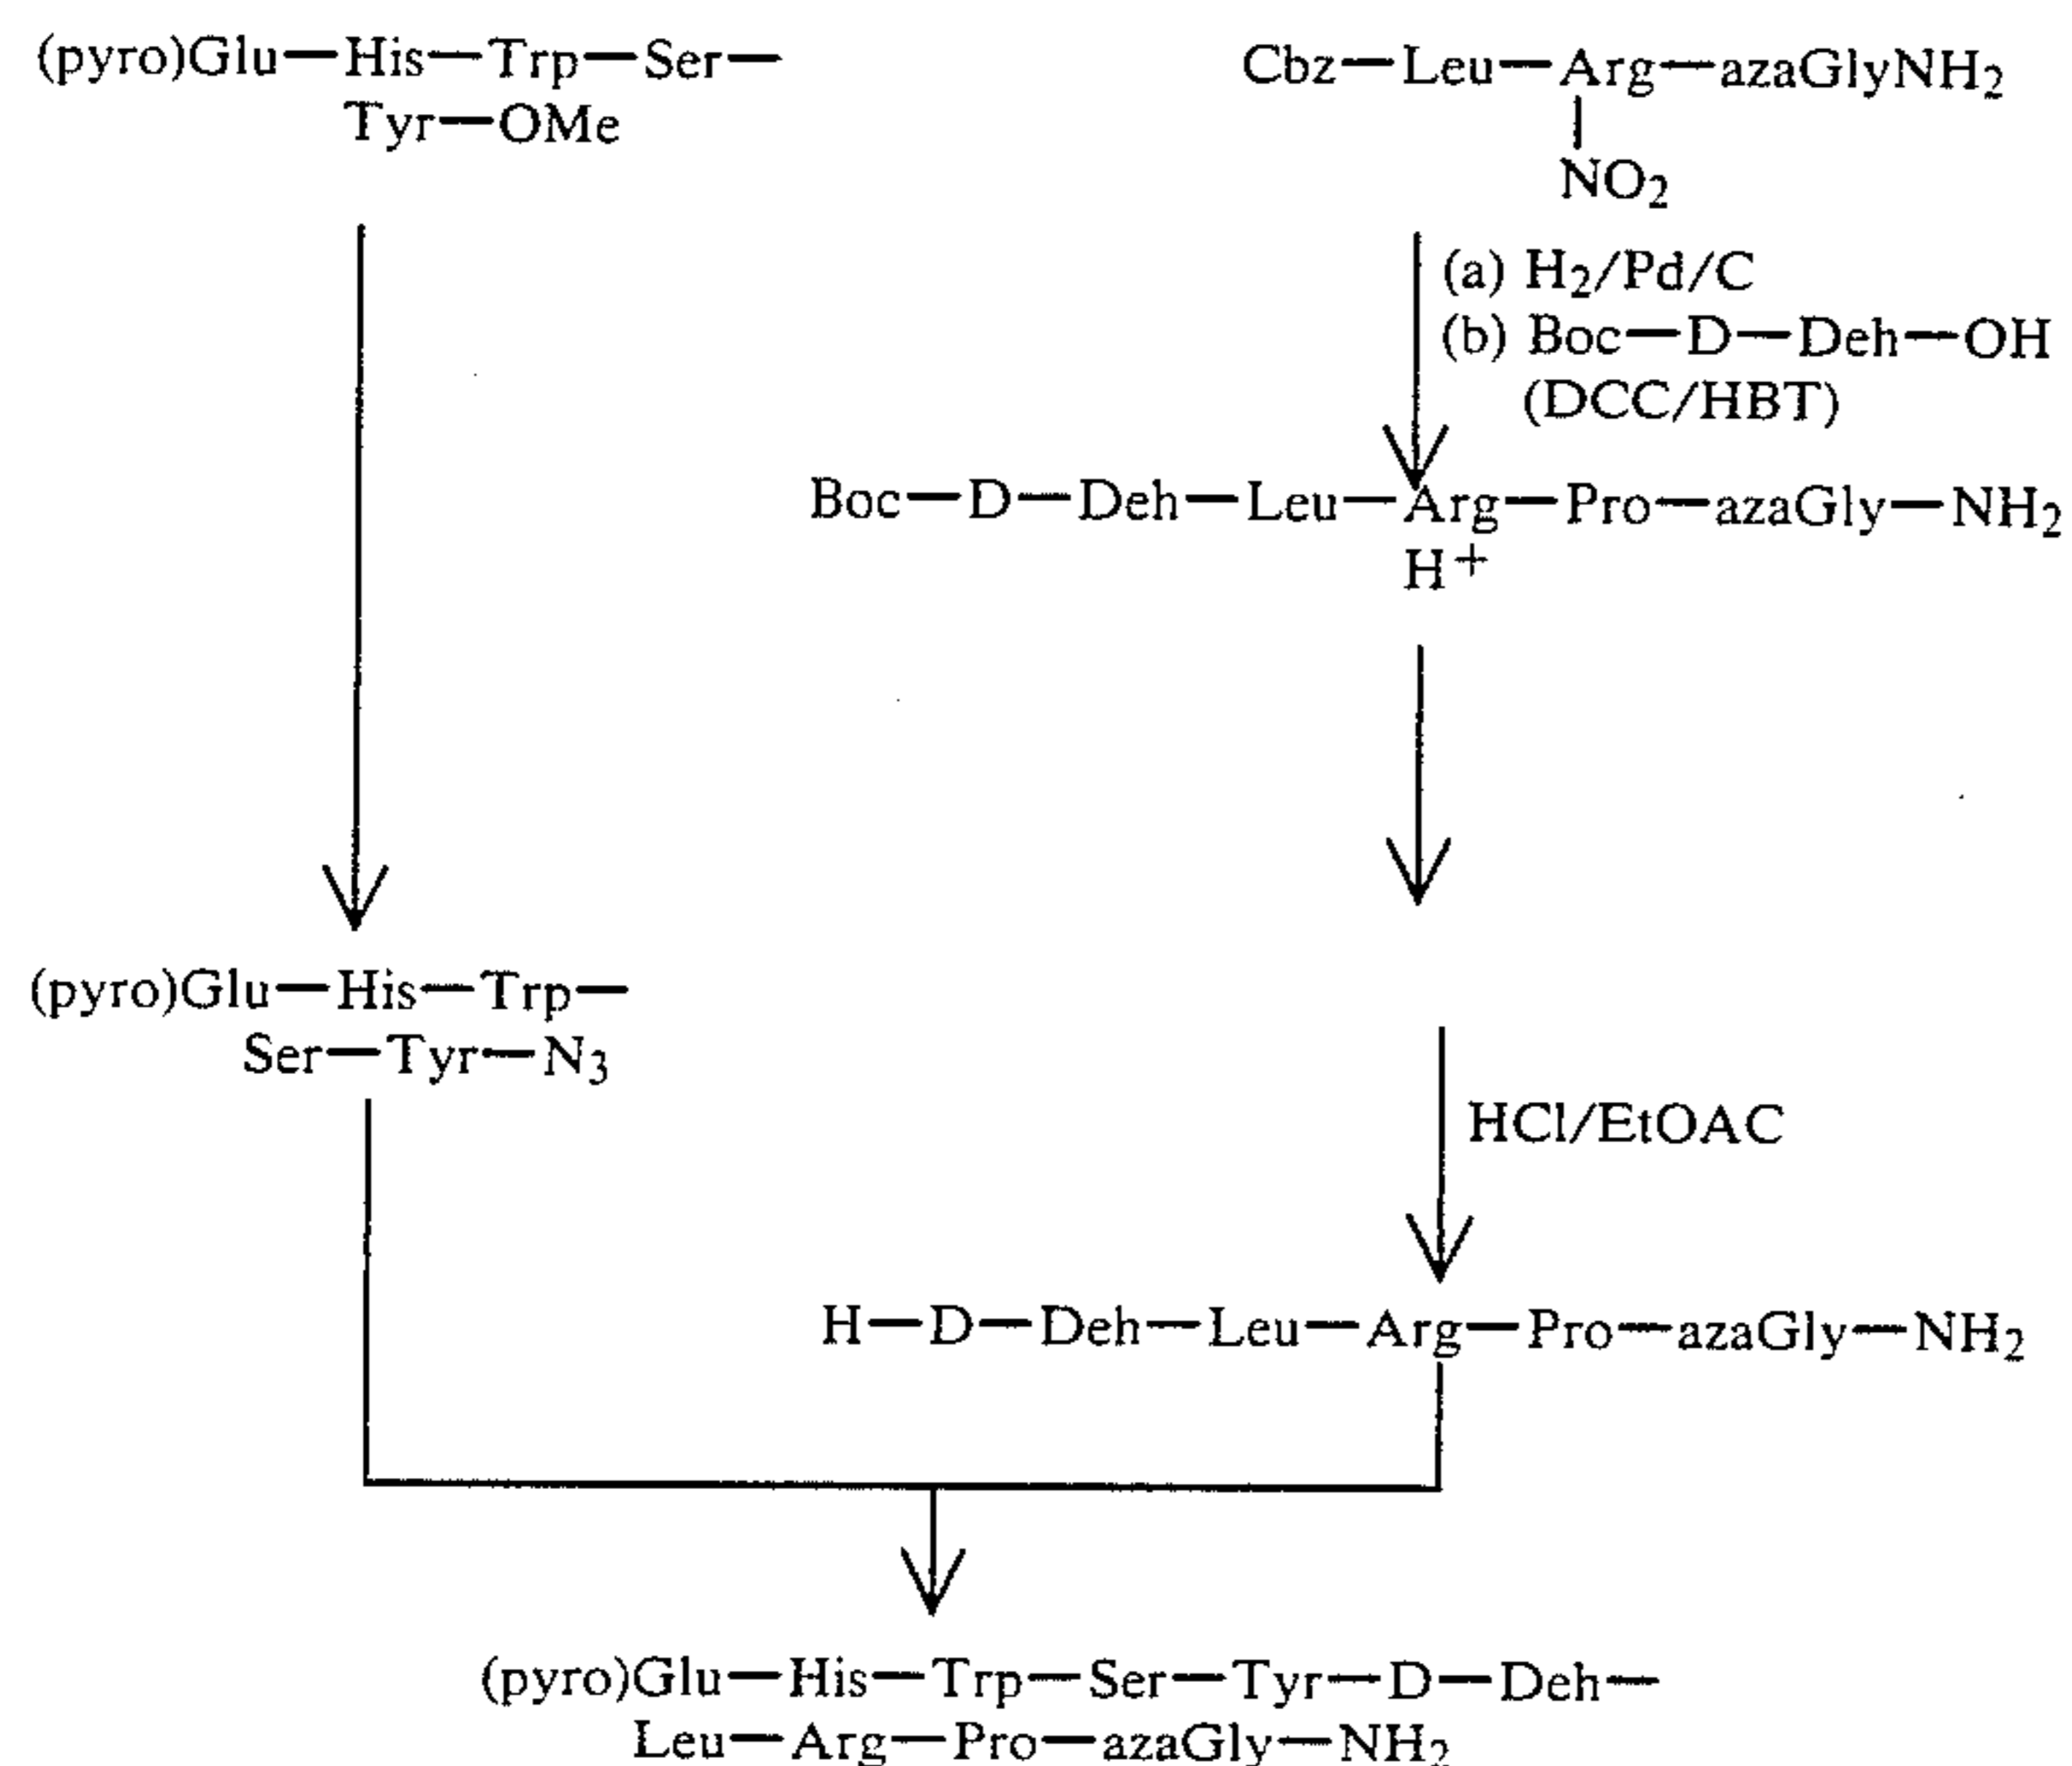 (pyro)Glu—His—Trp—Ser—
Tyr—OMe
Cbz—Leu—Arg—azaGlyNH2
NO2
(a) H2/Pd/C
(b) Boc—D—Deh—OH
(DCC/HBT)
Boc—D—Deh—Leu—Arg—Pro—azaGly—NH2
H+
(pyro)Glu—His—Trp—
Ser—Tyr—N3
HCl/EtOAC
H—D—Deh—Leu—Arg—Pro—azaGly—NH2
(pyro)Glu—His—Trp—Ser—Tyr—D—Deh—
Leu—Arg—Pro—azaGly—NH2